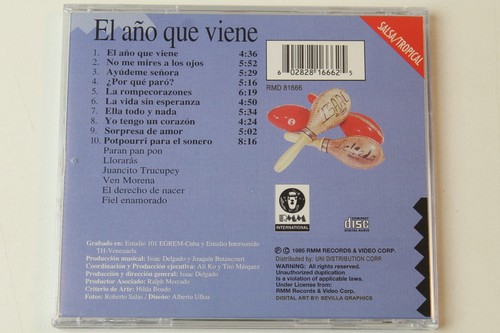 El año que viene
1. El año que viene 4:36
2. No me mires a los ojos 5:52
3. Ayúdeme señora 5:29
4. ¿Por qué paró? 5:16
5. La rompecorazones 6:19
6. La vida sin esperanza 4:50
7. Ella todo y nada 5:34
8. Yo tengo un corazón 4:24
9. Sorpresa de amor 5:02
10. Potpourri para el sonero 8:16
Paran pan pon
Llorarás
Juancito Trucupey
Ven Morena
El derecho de nacer
Fiel enamorado
Grabado en: Estudio 101 EGREM-Cuba y Estudio Intersonido
TH-Venezuela
Producción musical: Issac Delgado y Joaquín Betancourt
Coordinación y Producción ejecutiva: Ali Ko y Tito Márquez
Grabación y dirección general: Issac Delgado
Productor Asociado: Ralph Mercado
Criterio de Arte: Hilda Bosde
Fotos: Roberto Salas / Diseño: Alberto Ulloa
6 02828 16662 5
RMD 81666
SALSA/TROPICAL
RMM
INTERNATIONAL
COMPACT
disc
DIGITAL AUDIO
© 1995 RMM RECORDS & VIDEO CORP.
Distributed by: UNI DISTRIBUTION CORP.
WARNING: All Rights Reserved.
Unauthorized duplication
is a violation of applicable laws.
Under License from:
RMM Records & Video Corp.
DIGITAL ART BY: SEVILLA GRAPHICS